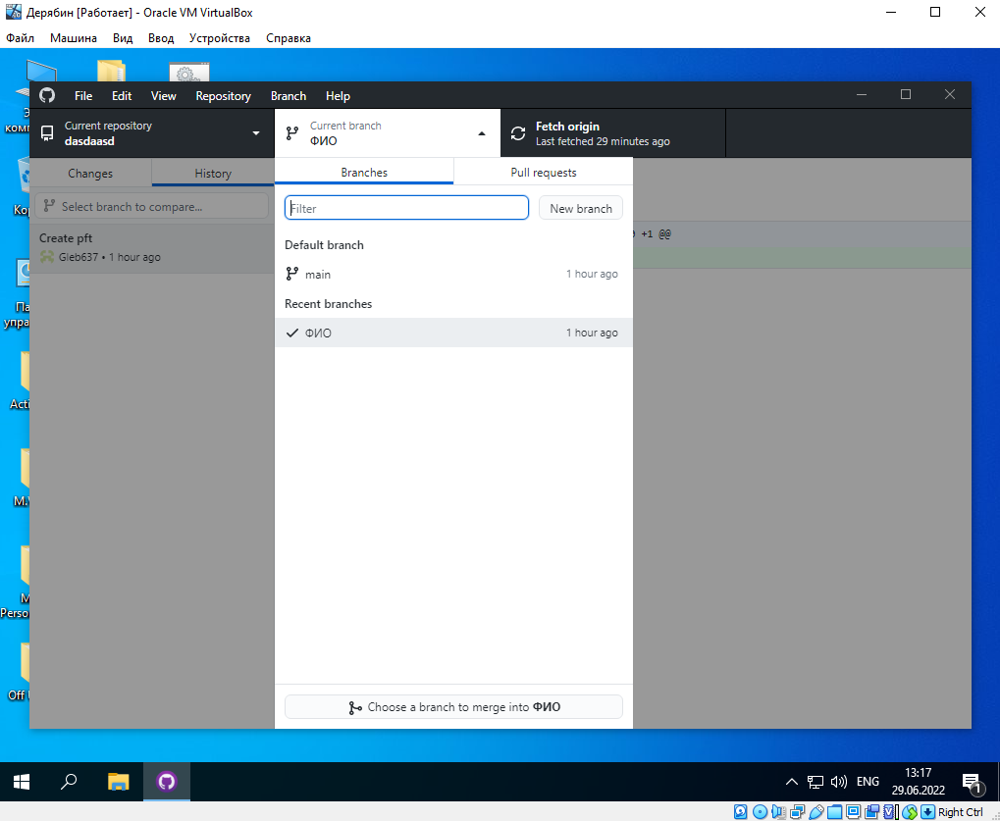 Дерябин [Работает] - Oracle VM VirtualBox
Файл Машина Вид Ввод Устройства Справка
File Edit View Repository Branch Help
Current repository
dasdaasd
Current branch
ФИО
Fetch origin
Last fetched 29 minutes ago
Changes History
Branches Pull requests
Select branch to compare...
Filter
New branch
Create pft
Gleb637 • 1 hour ago
+1 @@
Default branch
main 1 hour ago
Recent branches
ФИО 1 hour ago
Choose a branch to merge into ФИО
Off
ENG
13:17
29.06.2022
1
Right Ctrl